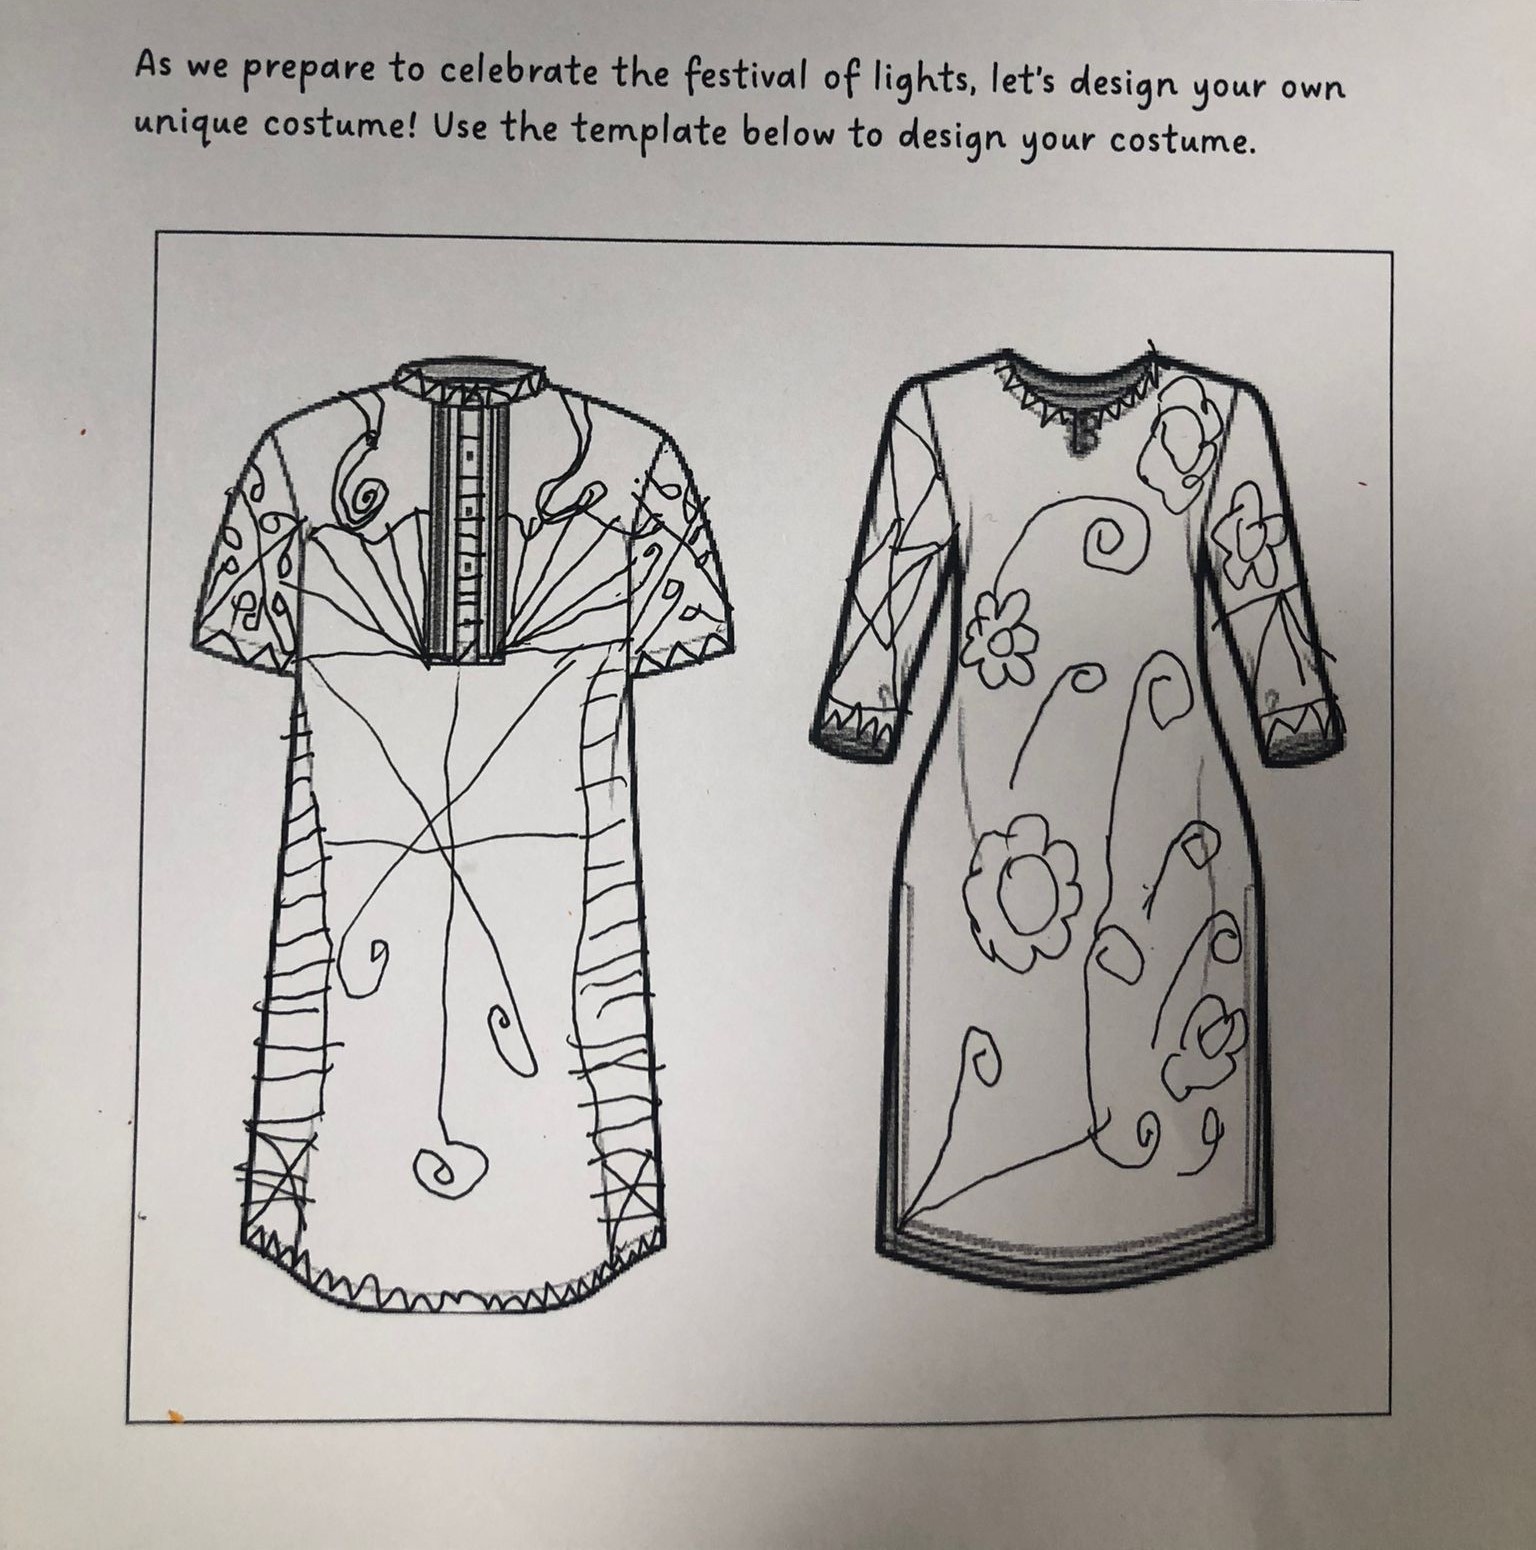 As we prepare to celebrate the festival of lights, let's design your own
unique costume! Use the template below to design your costume.